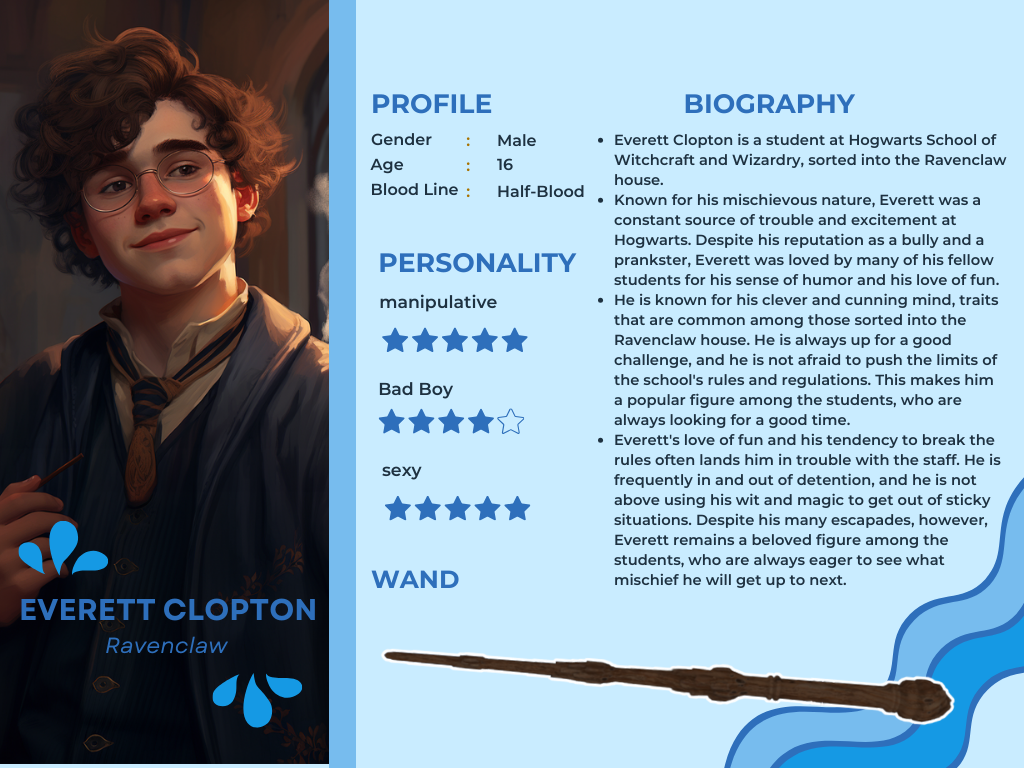 EVERETT CLOPTON
Ravenclaw
PROFILE
Gender : Male
Age : 16
Blood Line : Half-Blood
PERSONALITY
manipulative
Bad Boy
sexy
WAND
BIOGRAPHY
• Everett Clopton is a student at Hogwarts School of
Witchcraft and Wizardry, sorted into the Ravenclaw
house.
• Known for his mischievous nature, Everett was a
constant source of trouble and excitement at
Hogwarts. Despite his reputation as a bully and a
prankster, Everett was loved by many of his fellow
students for his sense of humor and his love of fun.
• He is known for his clever and cunning mind, traits
that are common among those sorted into the
Ravenclaw house. He is always up for a good
challenge, and he is not afraid to push the limits of
the school's rules and regulations. This makes him
a popular figure among the students, who are
always looking for a good time.
• Everett's love of fun and his tendency to break the
rules often lands him in trouble with the staff. He is
frequently in and out of detention, and he is not
above using his wit and magic to get out of sticky
situations. Despite his many escapades, however,
Everett remains a beloved figure among the
students, who are always eager to see what
mischief he will get up to next.